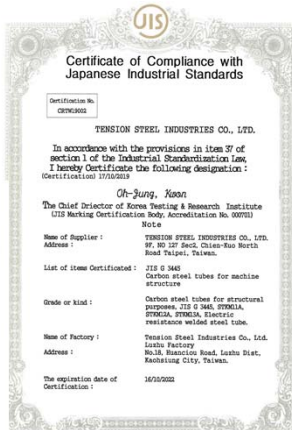 JIS
Certificate of Compliance with
Japanese Industrial Standards
Certification No.
CRTW19002
TENSION STEEL INDUSTRIES CO., LTD.
In accordance with the provisions in item 37 of
section 1 of the Industrial Standardization Law,
I hereby Certificate the following designation :
(Certification) 17/10/2019
Oh-Jung, Kwon
The Chief Driector of Korea Testing & Research Institute
(JIS Marking Certification Body, Accreditation No. 000701)
Note
Name of Supplier : TENSION STEEL INDUSTRIES CO., LTD.
Address : 9F, NO 127 Sec2, Chien-Kuo North
Road Taipei, Taiwan.
List of items Certificated : JIS G 3445
Carbon steel tubes for machine
structure
Grade or kind : Carbon steel tubes for structural
purposes, JIS G 3445, STKM11A,
STKM12A, STKM13A, Electric
resistance welded steel tube.
Name of Factory : Tension Steel Industries Co., Ltd.
Luzhu Factory
Address : No.18, Huanciou Road, Luzhu Dist.
Kaohsiung City, Taiwan.
The expiration date of 16/10/2022
Certification :